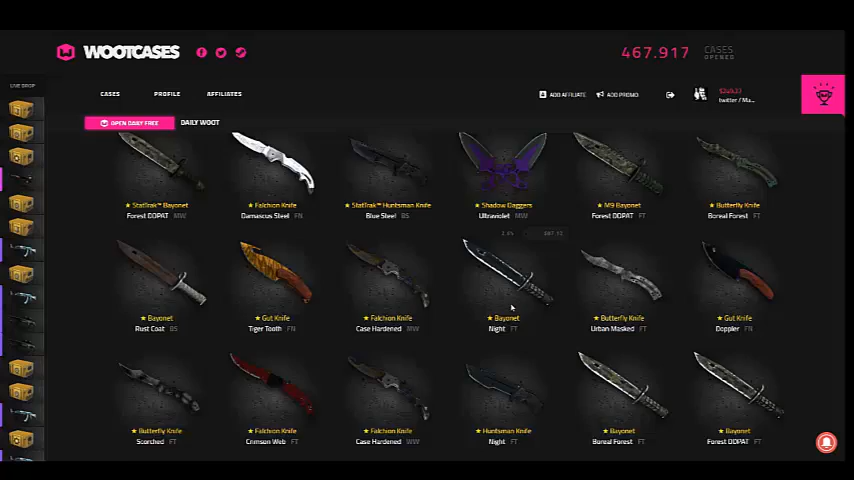 WOOTCASES
467.917 CASES OPENED
LIVE DROP
CASES PROFILE AFFILIATES
ADD AFFILIATE ADD PROMO
twitter / Ma...
OPEN DAILY FREE DAILY WOOT
★ StatTrak™ Bayonet
Forest DDPAT MW
★ Falchion Knife
Damascus Steel FN
★ StatTrak™ Huntsman Knife
Blue Steel BS
★ Shadow Daggers
Ultraviolet MW
★ M9 Bayonet
Forest DDPAT FT
★ Butterfly Knife
Boreal Forest FT
★ Bayonet
Rust Coat BS
★ Gut Knife
Tiger Tooth FN
★ Falchion Knife
Case Hardened MW
★ Bayonet
Night FT
★ Butterfly Knife
Urban Masked FT
★ Gut Knife
Doppler FN
★ Butterfly Knife
Scorched FT
★ Falchion Knife
Crimson Web FT
★ Falchion Knife
Case Hardened WW
★ Huntsman Knife
Night FT
★ Bayonet
Boreal Forest FT
★ Bayonet
Forest DDPAT FT